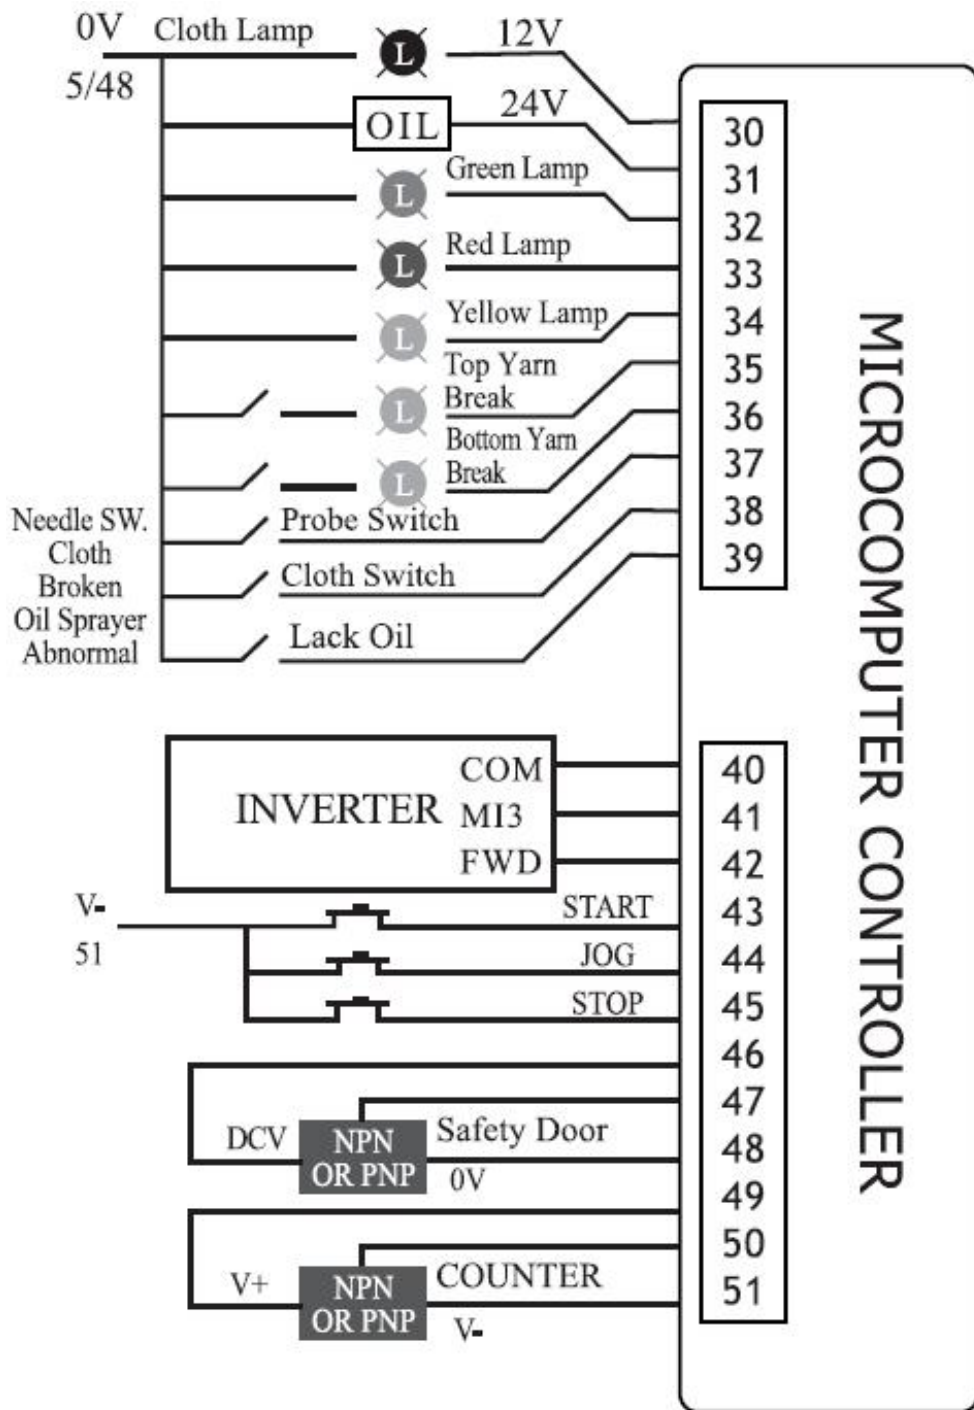 0V Cloth Lamp L 12V
5/48
OIL 24V
L Green Lamp
L Red Lamp
L Yellow Lamp
L Top Yarn
Break
L Bottom Yarn
Break
Needle SW.
Cloth
Broken
Oil Sprayer
Abnormal
Probe Switch
Cloth Switch
Lack Oil
30
31
32
33
34
35
36
37
38
39
INVERTER
COM
MI3
FWD
V-
51
START
JOG
STOP
DCV
NPN
OR PNP
Safety Door
0V
V+
NPN
OR PNP
COUNTER
V-
40
41
42
43
44
45
46
47
48
49
50
51
MICROCOMPUTER CONTROLLER